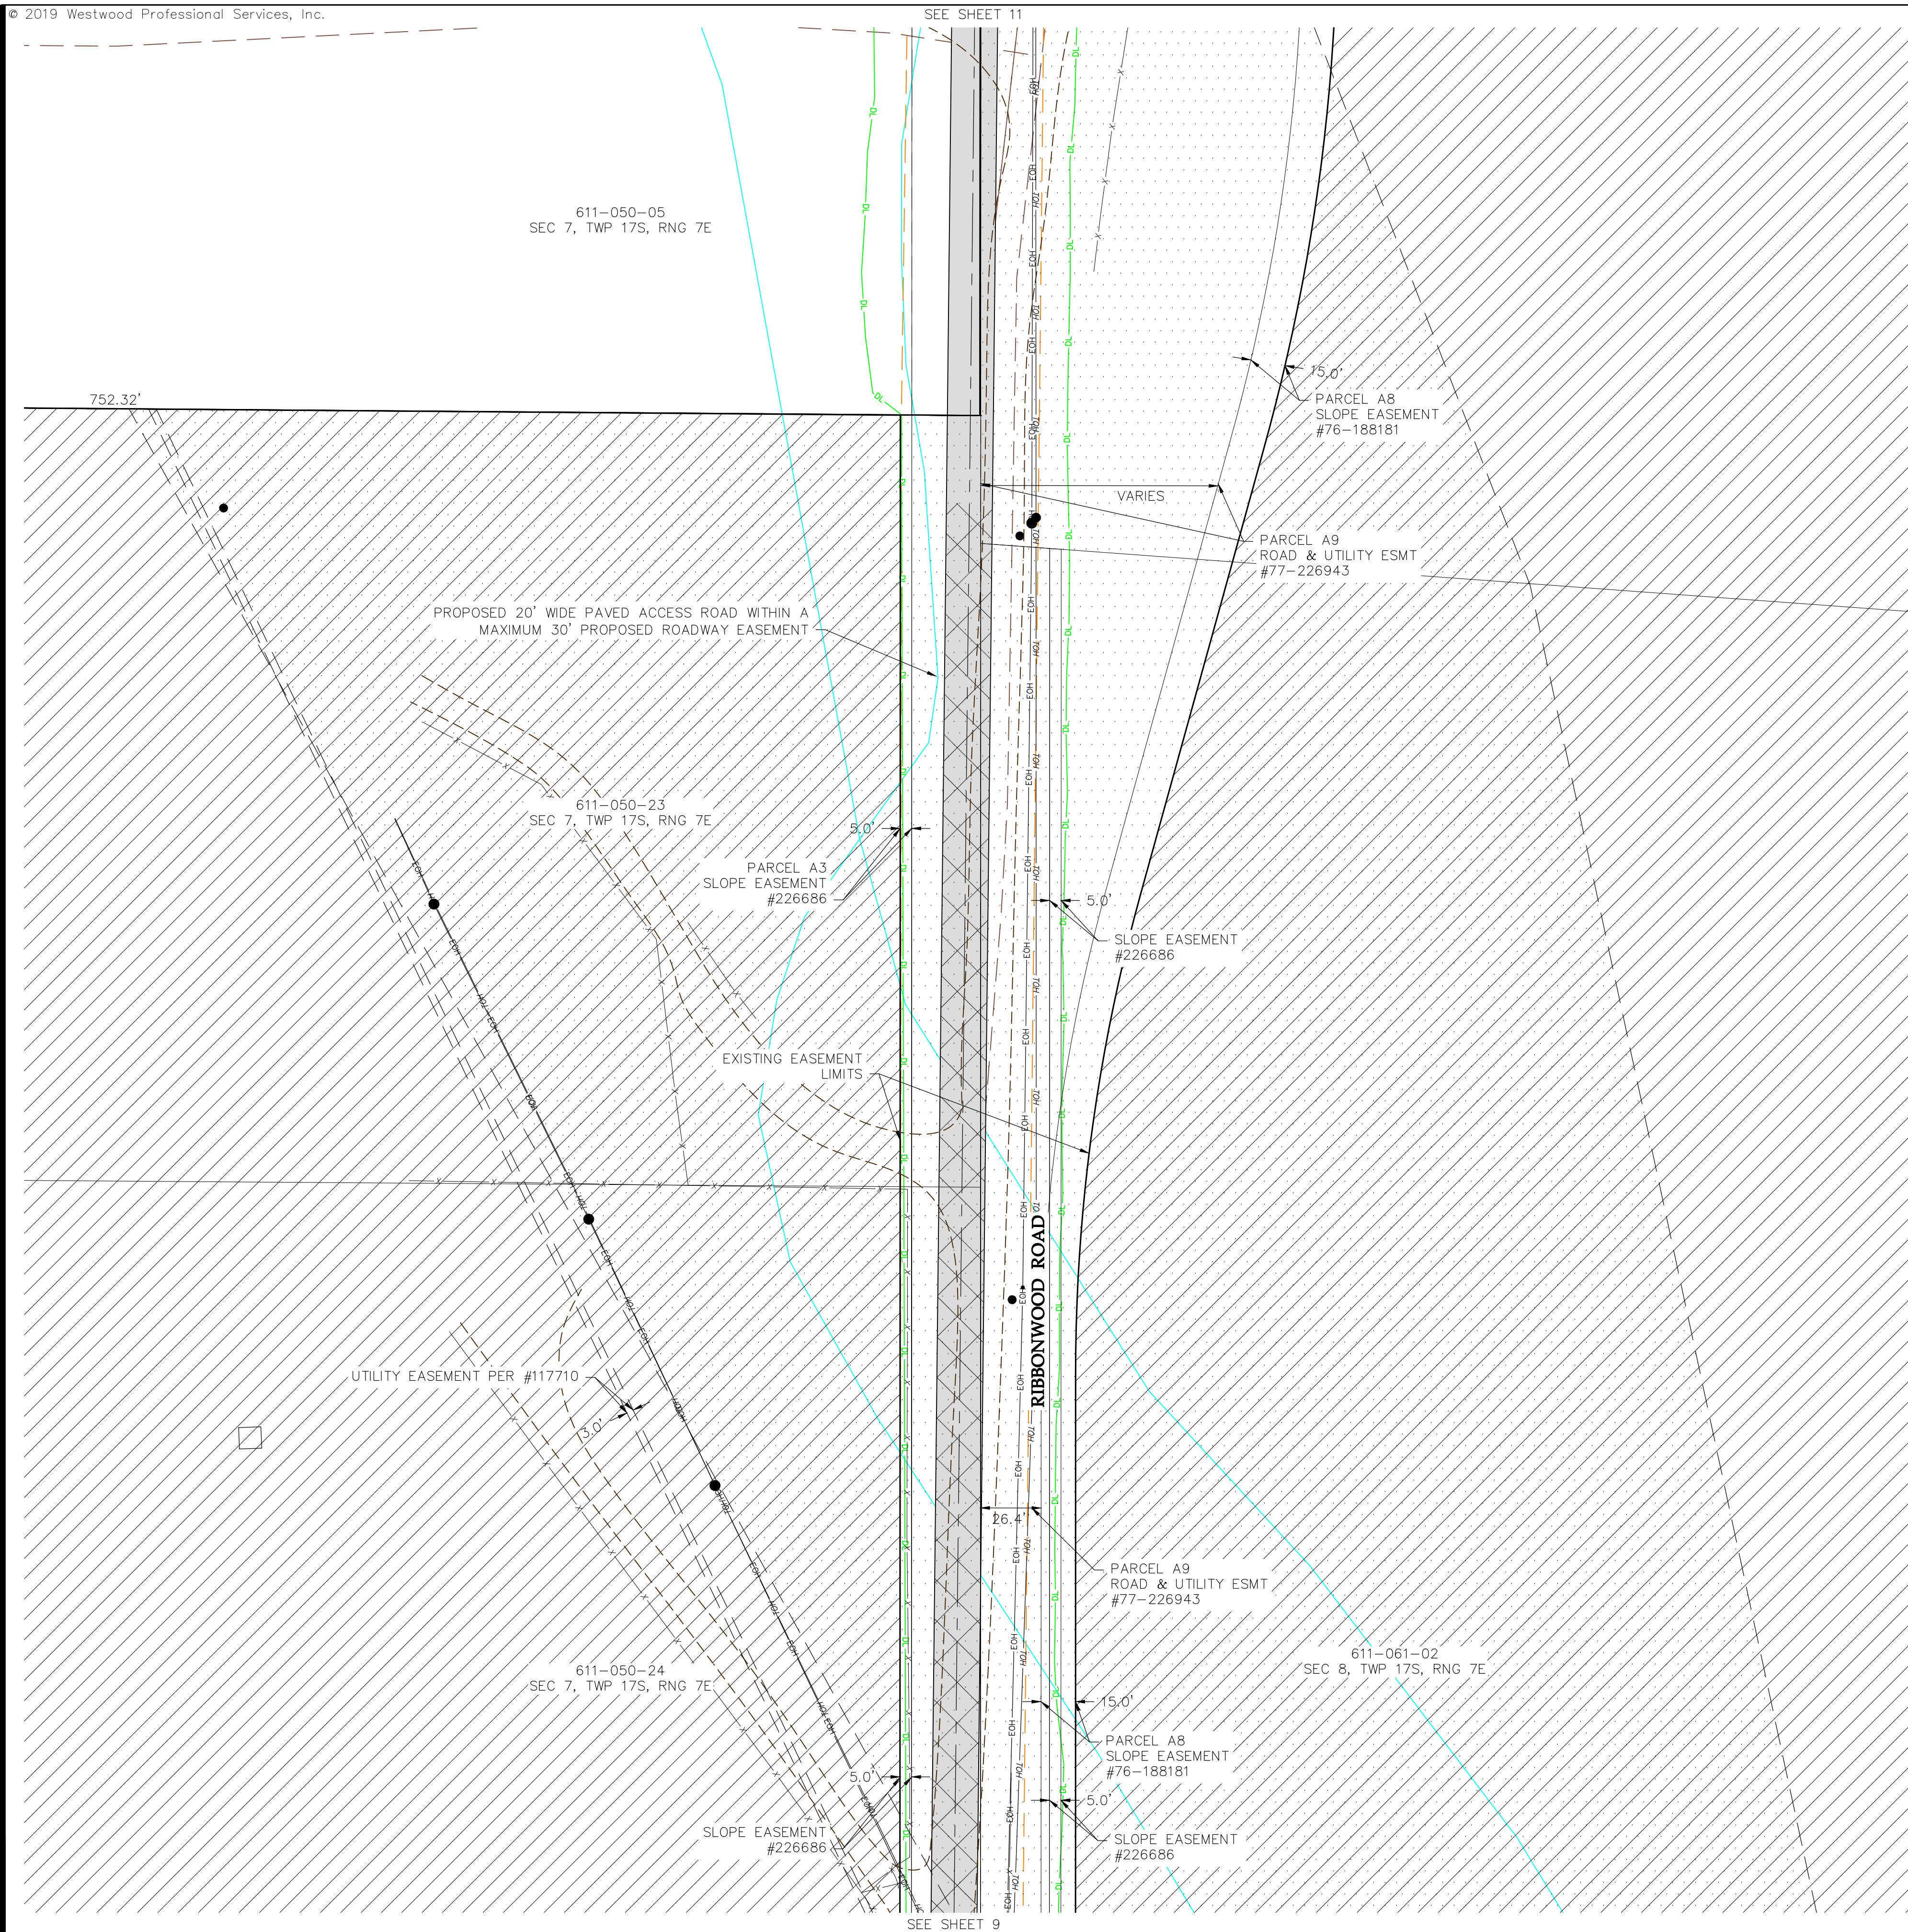 © 2019 Westwood Professional Services, Inc.
SEE SHEET 11
611-050-05
SEC 7, TWP 17S, RNG 7E
752.32'
15.0'
PARCEL A8
SLOPE EASEMENT
#76-188181
VARIES
PARCEL A9
ROAD & UTILITY ESMT
#77-226943
PROPOSED 20' WIDE PAVED ACCESS ROAD WITHIN A
MAXIMUM 30' PROPOSED ROADWAY EASEMENT
611-050-23
SEC 7, TWP 17S, RNG 7E
5.0'
PARCEL A3
SLOPE EASEMENT
#226686
5.0'
SLOPE EASEMENT
#226686
EXISTING EASEMENT
LIMITS
RIBBONWOOD ROAD
UTILITY EASEMENT PER #117710
3.0'
26.4'
PARCEL A9
ROAD & UTILITY ESMT
#77-226943
611-050-24
SEC 7, TWP 17S, RNG 7E
611-061-02
SEC 8, TWP 17S, RNG 7E
15.0'
PARCEL A8
SLOPE EASEMENT
#76-188181
5.0'
SLOPE EASEMENT
#226686
5.0'
SLOPE EASEMENT
#226686
SEE SHEET 9